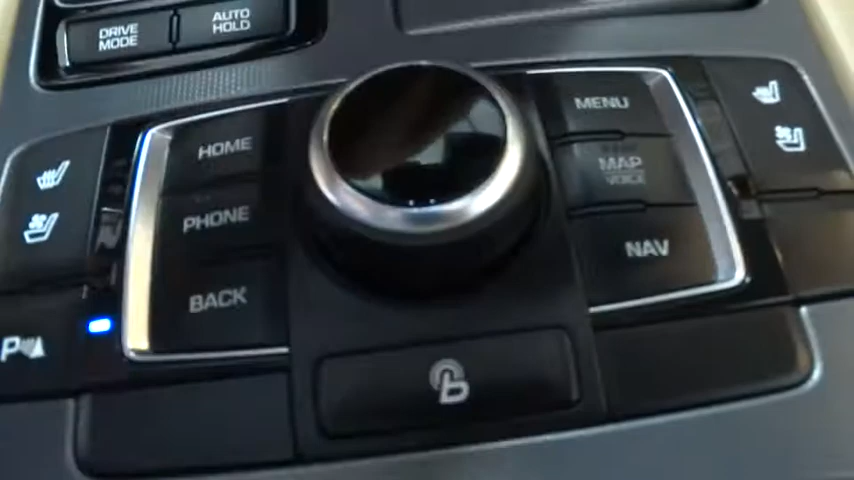 DRIVE
MODE
AUTO
HOLD
HOME
PHONE
BACK
MENU
MAP
VOICE
NAV
P
b